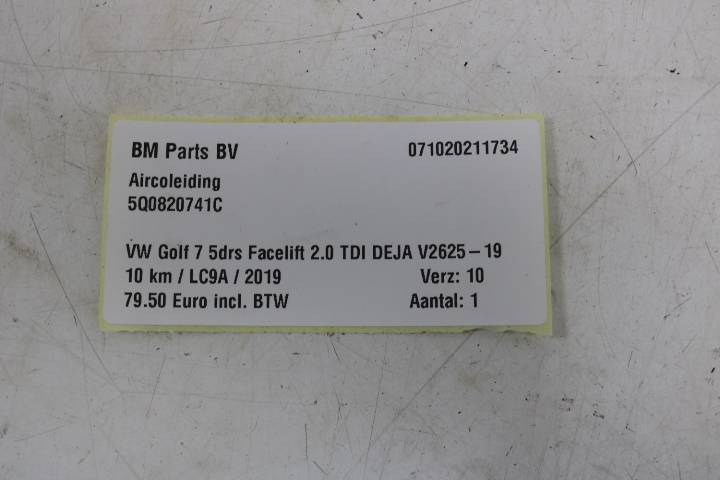 BM Parts BV 071020211734
Aircoleiding
5Q0820741C
VW Golf 7 5drs Facelift 2.0 TDI DEJA V2625-19
10 km / LC9A / 2019 Verz: 10
79.50 Euro incl. BTW Aantal: 1